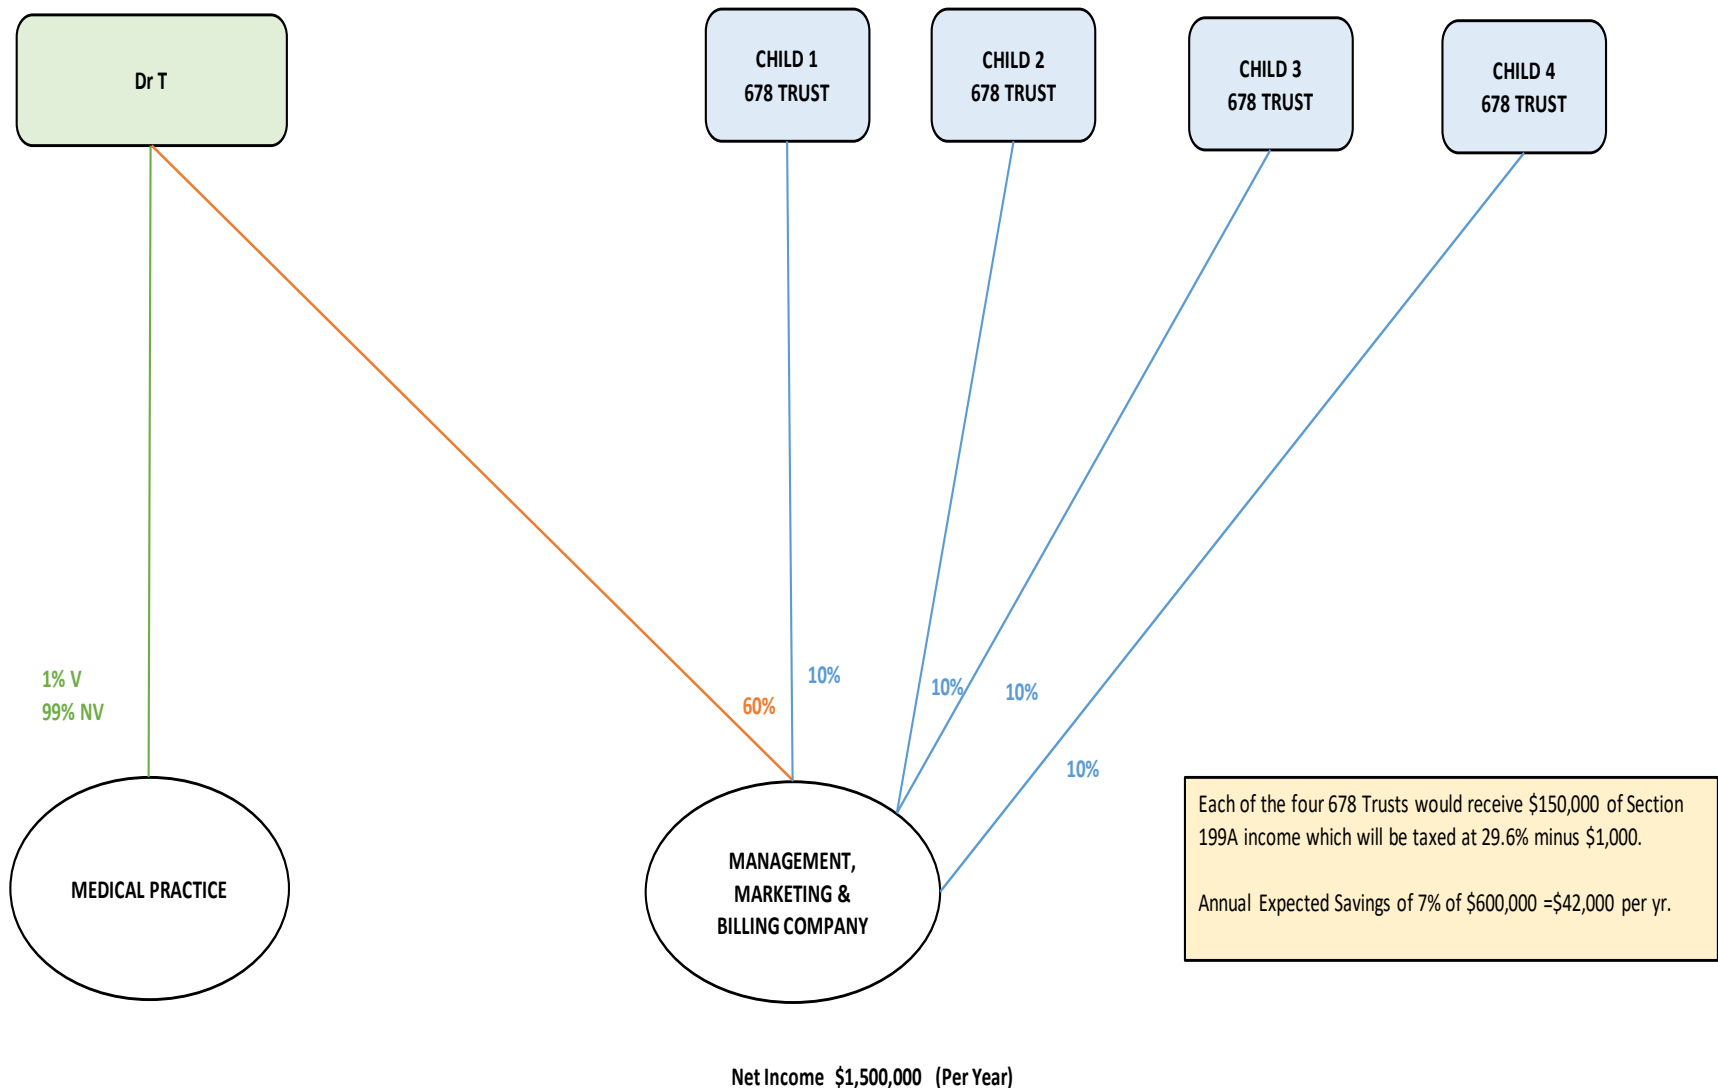 Dr T
CHILD 1
678 TRUST
CHILD 2
678 TRUST
CHILD 3
678 TRUST
CHILD 4
678 TRUST
1% V
99% NV
60%
10%
10%
10%
10%
MEDICAL PRACTICE
MANAGEMENT,
MARKETING &
BILLING COMPANY
Each of the four 678 Trusts would receive $150,000 of Section
199A income which will be taxed at 29.6% minus $1,000.
Annual Expected Savings of 7% of $600,000 =$42,000 per yr.
Net Income $1,500,000 (Per Year)